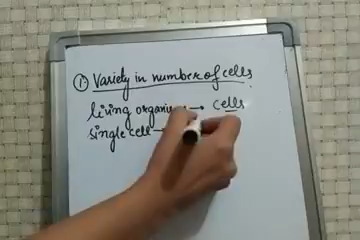 ① Variety in number of cells
living organism → cells
single cell →